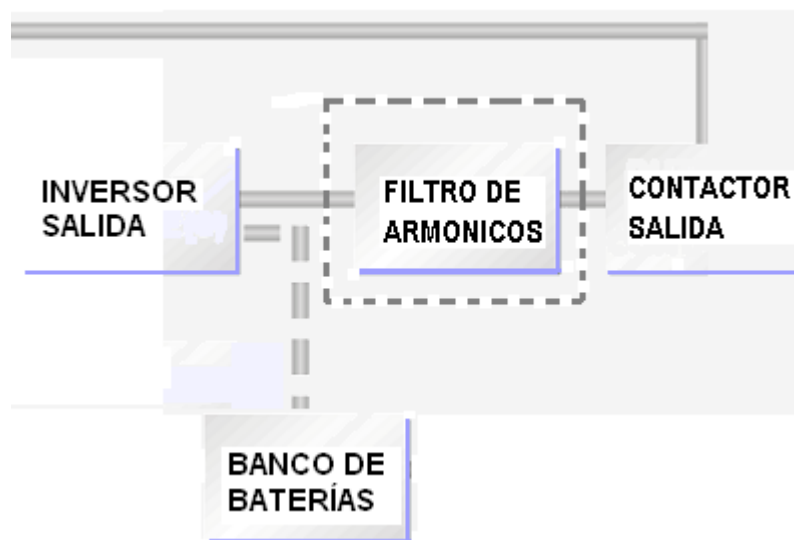 INVERSOR
SALIDA
FILTRO DE
ARMONICOS
CONTACTOR
SALIDA
BANCO DE
BATERÍAS